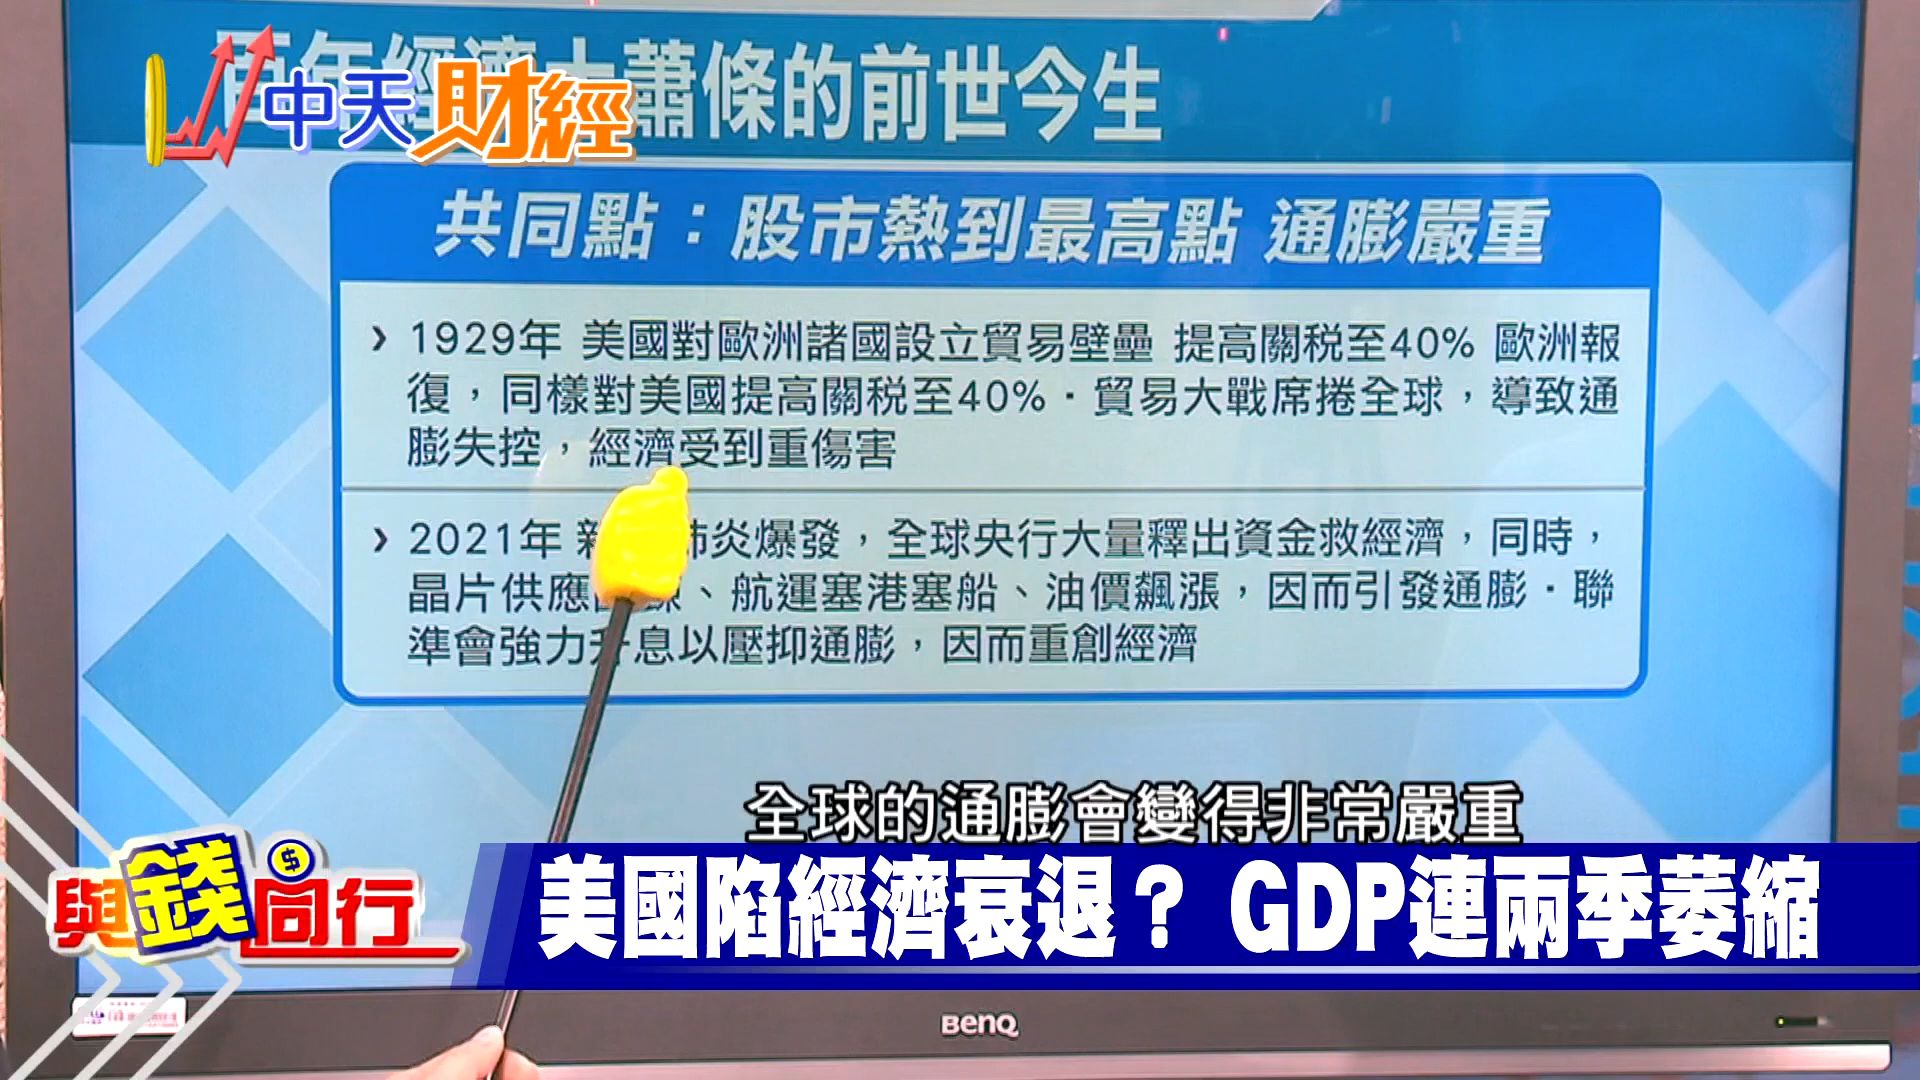 百年經濟大蕭條的前世今生
中天財經
共同點：股市熱到最高點 通膨嚴重
› 1929年 美國對歐洲諸國設立貿易壁壘 提高關稅至40% 歐洲報
復，同樣對美國提高關稅至40%·貿易大戰席捲全球，導致通
膨失控，經濟受到重傷害
› 2021年 新 肺炎爆發，全球央行大量釋出資金救經濟，同時，
晶片供應 、航運塞港塞船、油價飆漲，因而引發通膨·聯
準會強力升息以壓抑通膨，因而重創經濟
全球的通膨會變得非常嚴重
與錢同行
美國陷經濟衰退？ GDP連兩季萎縮
BenQ